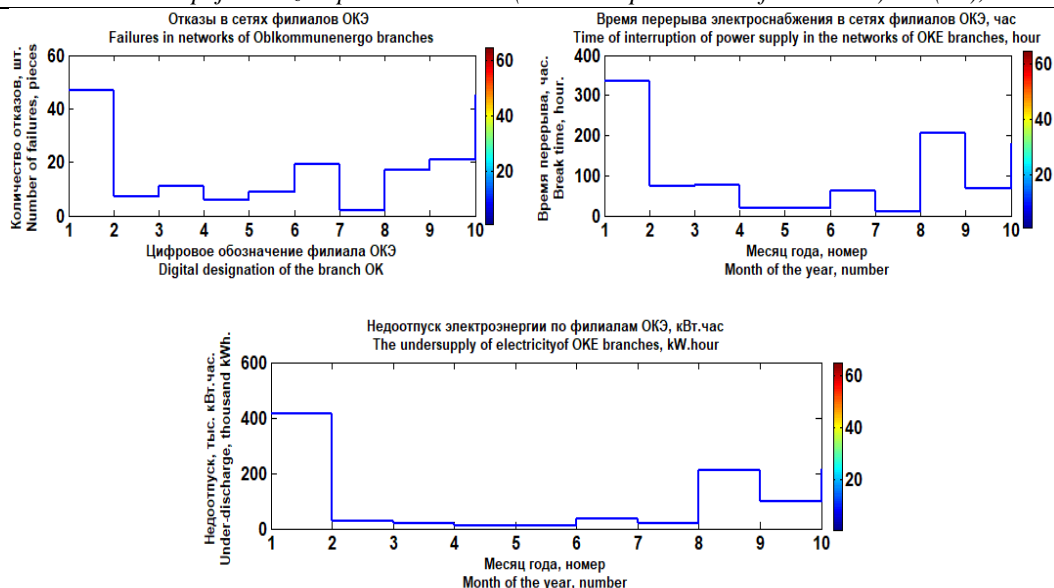 Отказы в сетях филиалов ОКЭ
Failures in networks of Oblkommunenergo branches
Количество отказов, шт.
Number of failures, pieces
60
40
20
0
1 2 3 4 5 6 7 8 9 10
Цифровое обозначение филиала ОКЭ
Digital designation of the branch OK
60
40
20
Время перерыва электроснабжения в сетях филиалов ОКЭ, час
Time of interruption of power supply in the networks of OKE branches, hour
Время перерыва, час.
Break time, hour.
400
300
200
100
0
1 2 3 4 5 6 7 8 9 10
Месяц года, номер
Month of the year, number
60
40
20
Недоотпуск электроэнергии по филиалам ОКЭ, кВт.час
The undersupply of electricityof OKE branches, kW.hour
Недоотпуск, тыс. кВт.час.
Under-discharge, thousand kWh.
600
400
200
0
1 2 3 4 5 6 7 8 9 10
Месяц года, номер
Month of the year, number
60
40
20